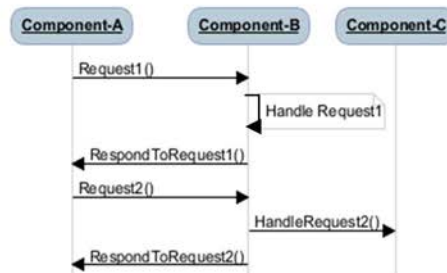 Component-A
Component-B
Component-C
Request1()
Handle Request1
RespondToRequest1()
Request2()
HandleRequest2()
RespondToRequest2()